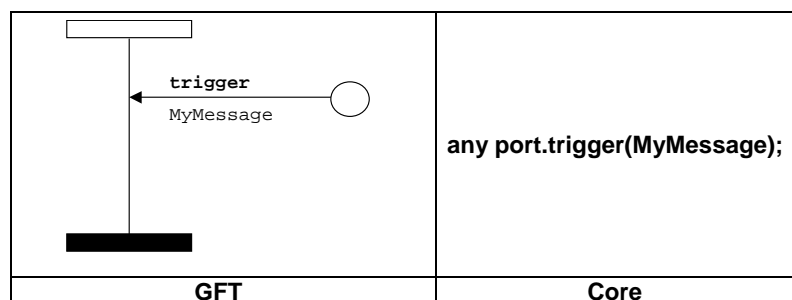 trigger
MyMessage
any port.trigger(MyMessage);
GFT
Core